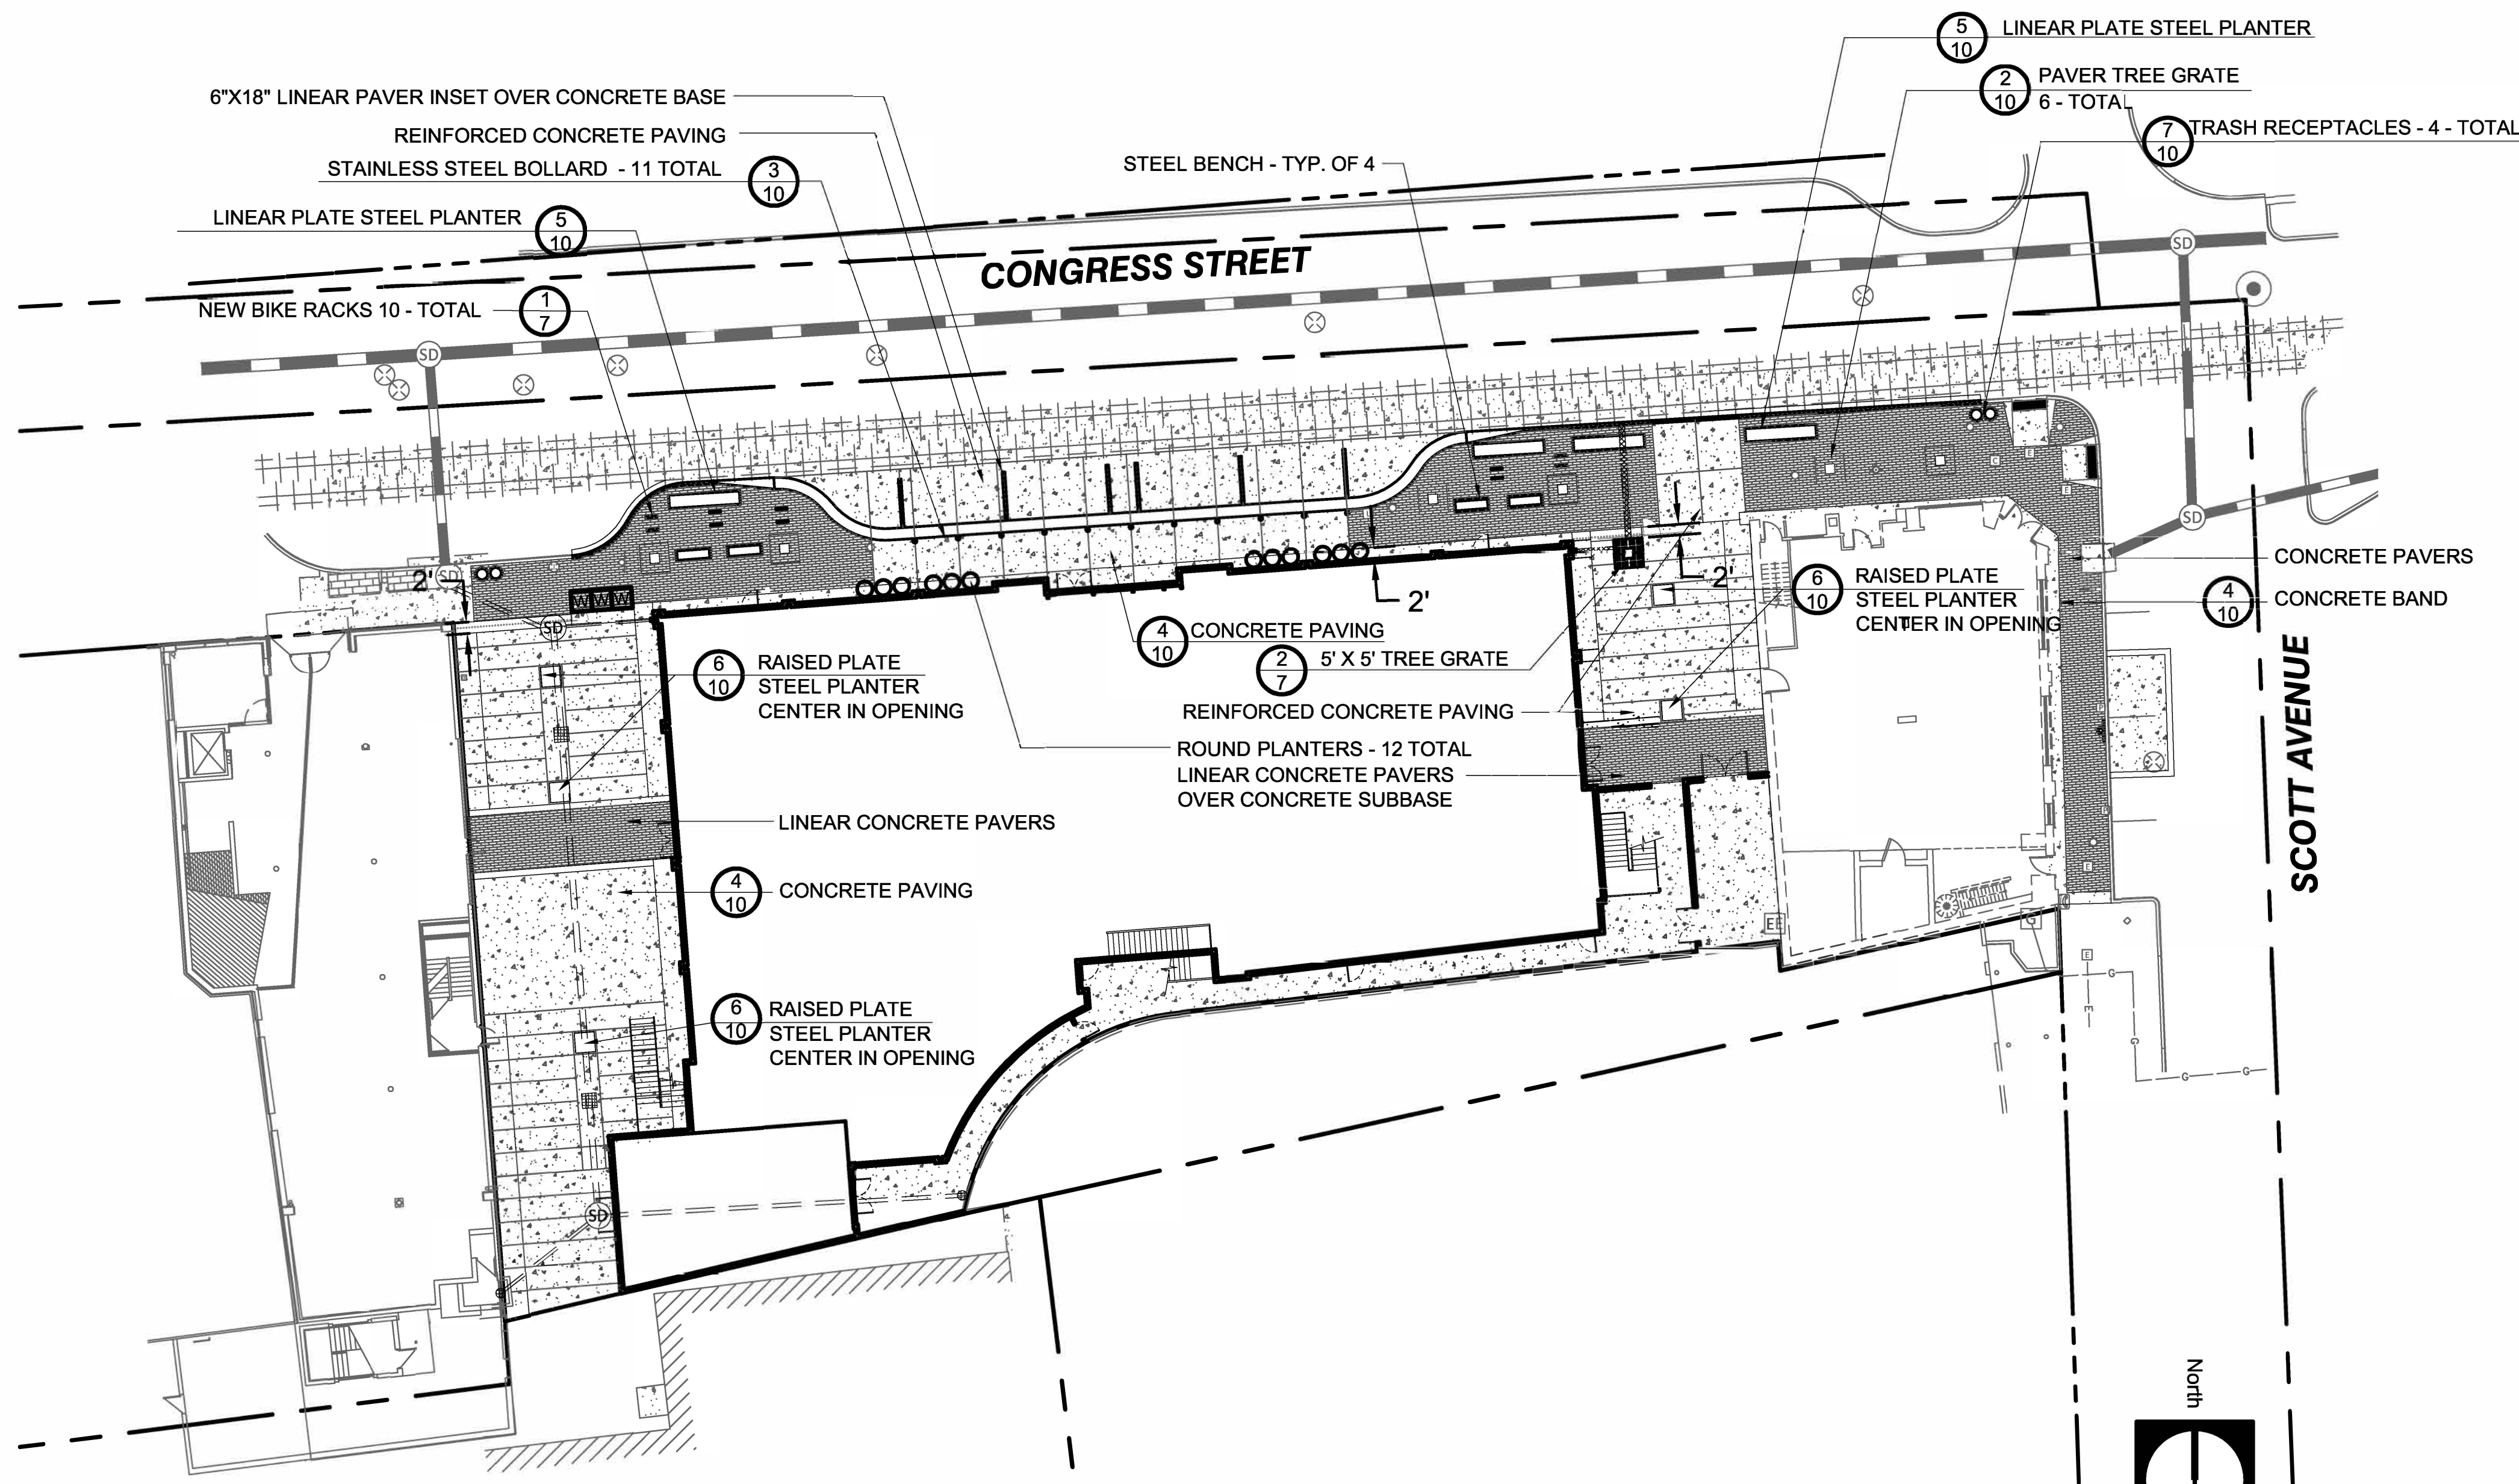 5
10
LINEAR PLATE STEEL PLANTER
2
10
PAVER TREE GRATE
6 - TOTAL
7
10
TRASH RECEPTACLES - 4 - TOTAL
6"X18" LINEAR PAVER INSET OVER CONCRETE BASE
REINFORCED CONCRETE PAVING
STAINLESS STEEL BOLLARD - 11 TOTAL
3
10
STEEL BENCH - TYP. OF 4
LINEAR PLATE STEEL PLANTER
5
10
NEW BIKE RACKS 10 - TOTAL
1
7
CONGRESS STREET
SD
SD
SD
SD
2'
WWW
SD
2'
2'
6
10
RAISED PLATE
STEEL PLANTER
CENTER IN OPENING
CONCRETE PAVERS
4
10
CONCRETE BAND
4
10
CONCRETE PAVING
2
7
5' X 5' TREE GRATE
6
10
RAISED PLATE
STEEL PLANTER
CENTER IN OPENING
REINFORCED CONCRETE PAVING
ROUND PLANTERS - 12 TOTAL
LINEAR CONCRETE PAVERS
OVER CONCRETE SUBBASE
SCOTT AVENUE
LINEAR CONCRETE PAVERS
4
10
CONCRETE PAVING
6
10
RAISED PLATE
STEEL PLANTER
CENTER IN OPENING
EE
G
E
G
E
G
G
G
SD
North